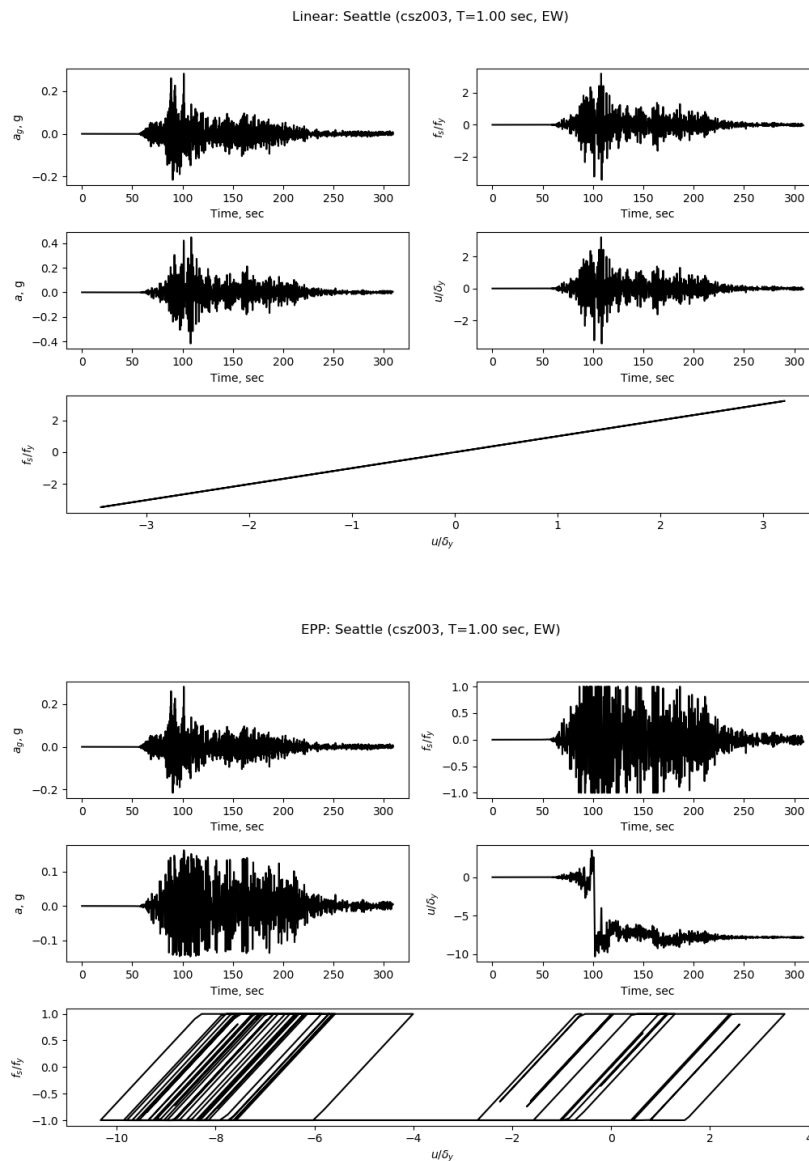 Linear: Seattle (csz003, T=1.00 sec, EW)
0.2
0.0
−0.2
a_g, g
0 50 100 150 200 250 300
Time, sec
2
0
−2
f_s/f_y
0 50 100 150 200 250 300
Time, sec
0.4
0.2
0.0
−0.2
−0.4
a, g
0 50 100 150 200 250 300
Time, sec
2
0
−2
u/δ_y
0 50 100 150 200 250 300
Time, sec
2
0
−2
f_s/f_y
−3 −2 −1 0 1 2 3
u/δ_y
EPP: Seattle (csz003, T=1.00 sec, EW)
0.2
0.0
−0.2
a_g, g
0 50 100 150 200 250 300
Time, sec
1.0
0.5
0.0
−0.5
−1.0
f_s/f_y
0 50 100 150 200 250 300
Time, sec
0.1
0.0
−0.1
a, g
0 50 100 150 200 250 300
Time, sec
0
−5
−10
u/δ_y
0 50 100 150 200 250 300
Time, sec
1.0
0.5
0.0
−0.5
−1.0
f_s/f_y
−10 −8 −6 −4 −2 0 2 4
u/δ_y